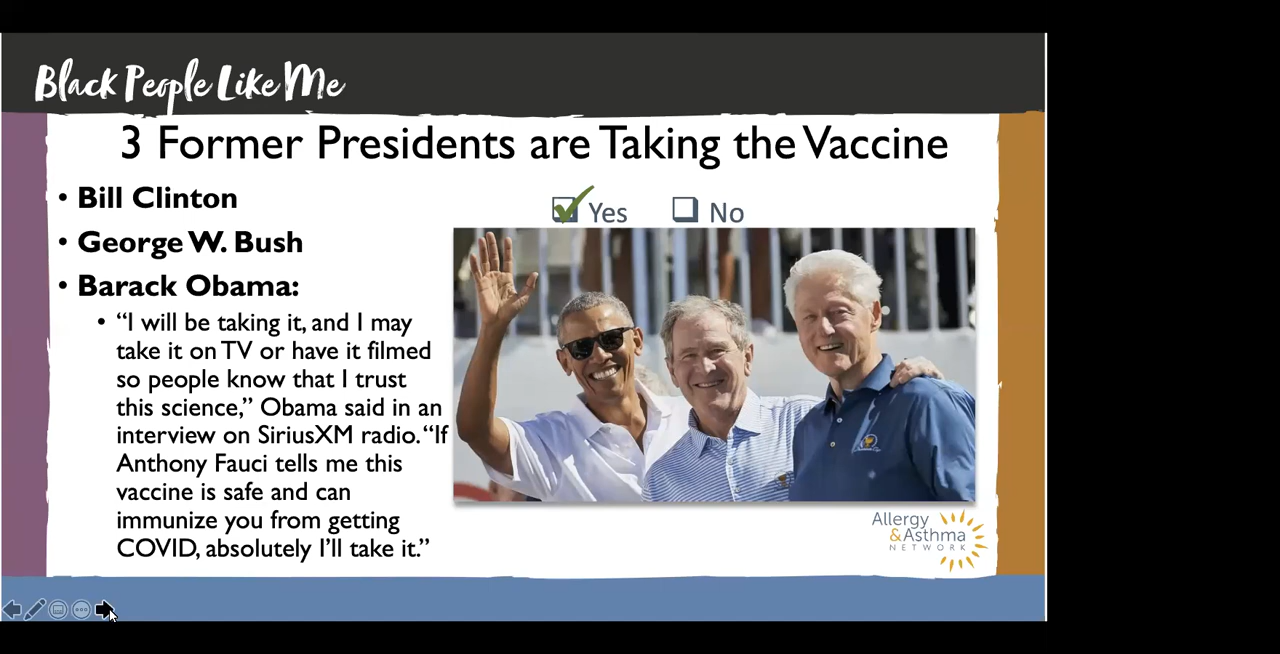 Black People Like Me
3 Former Presidents are Taking the Vaccine
• Bill Clinton
• George W. Bush
• Barack Obama:
• “I will be taking it, and I may
take it on TV or have it filmed
so people know that I trust
this science,” Obama said in an
interview on SiriusXM radio. “If
Anthony Fauci tells me this
vaccine is safe and can
immunize you from getting
COVID, absolutely I’ll take it.”
Yes No
Allergy
&Asthma
NETWORK